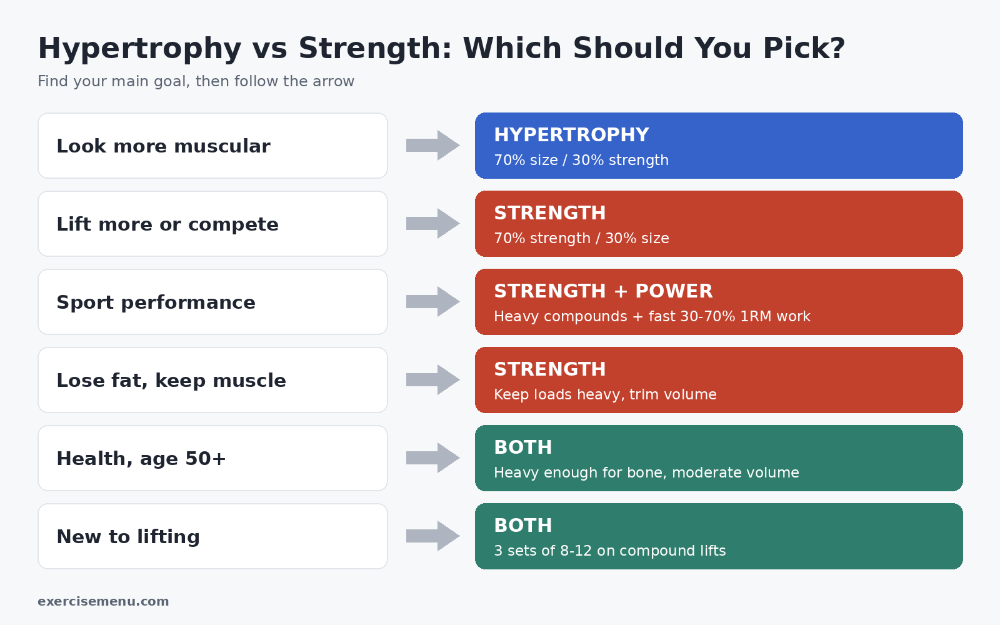 Hypertrophy vs Strength: Which Should You Pick?
Find your main goal, then follow the arrow
Look more muscular
HYPERTROPHY
70% size / 30% strength
Lift more or compete
STRENGTH
70% strength / 30% size
Sport performance
STRENGTH + POWER
Heavy compounds + fast 30-70% 1RM work
Lose fat, keep muscle
STRENGTH
Keep loads heavy, trim volume
Health, age 50+
BOTH
Heavy enough for bone, moderate volume
New to lifting
BOTH
3 sets of 8-12 on compound lifts
exercisemenu.com